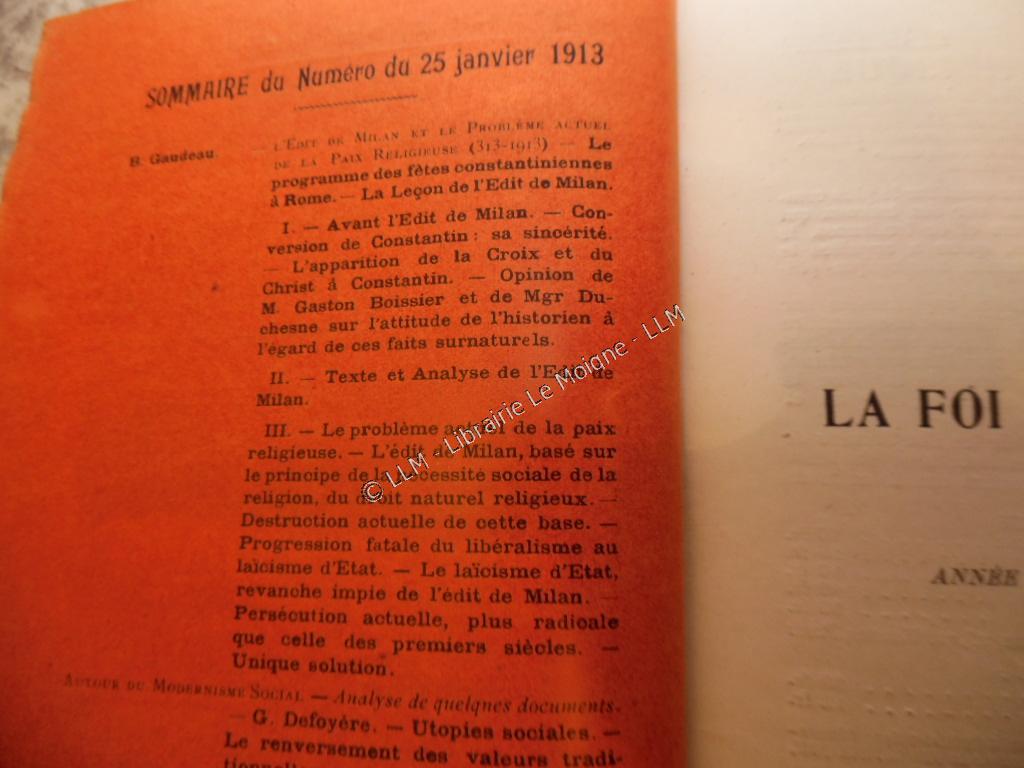 SOMMAIRE du Numéro du 25 janvier 1913
B. Gaudeau. — L'EDIT DE MILAN ET LE PROBLÈME ACTUEL
DE LA PAIX RELIGIEUSE (313-1913) — Le
programme des fêtes constantiniennes
à Rome. — La Leçon de l'Edit de Milan.
I. — Avant l'Edit de Milan. — Con-
version de Constantin : sa sincérité.
— L'apparition de la Croix et du
Christ à Constantin. — Opinion de
M. Gaston Boissier et de Mgr Du-
chesne sur l'attitude de l'historien à
l'égard de ces faits surnaturels.
II. — Texte et Analyse de l'Edit de
Milan.
III. — Le problème actuel de la paix
religieuse. — L'édit de Milan, basé sur
le principe de la nécessité sociale de la
religion, du droit naturel religieux. —
Destruction actuelle de cette base. —
Progression fatale du libéralisme au
laïcisme d'Etat. — Le laïcisme d'Etat,
revanche impie de l'édit de Milan. —
Persécution actuelle, plus radicale
que celle des premiers siècles. —
Unique solution.
AUTOUR DU MODERNISME SOCIAL — Analyse de quelques documents.
— G. Defoyère. — Utopies sociales. —
Le renversement des valeurs tradi-
tionnelles
LA FOI
ANNÉE
© LLM - Librairie Le Moigne - LLM